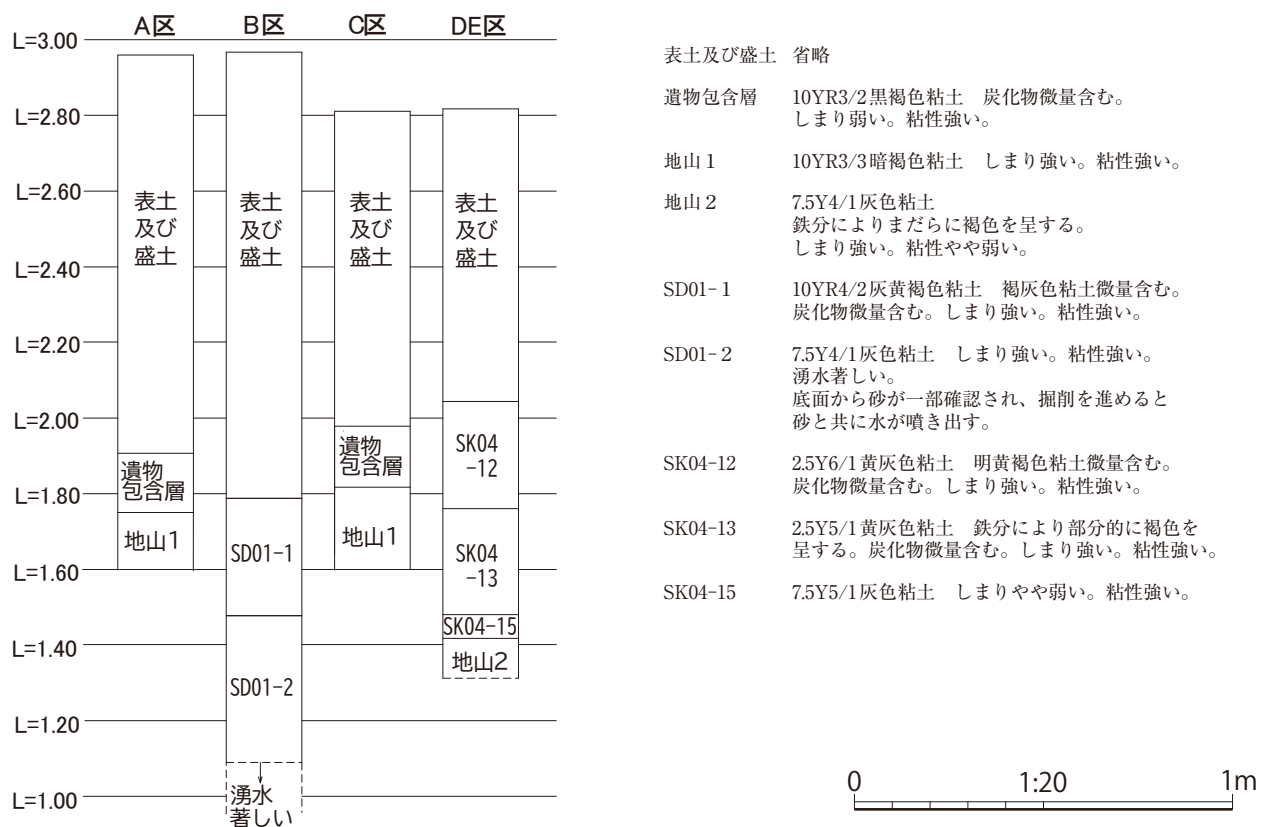 A区
B区
C区
DE区
L=3.00
L=2.80
L=2.60
L=2.40
L=2.20
L=2.00
L=1.80
L=1.60
L=1.40
L=1.20
L=1.00
表土
及び
盛土
遺物
包含層
地山1
表土
及び
盛土
SD01-1
SD01-2
湧水
著しい
表土
及び
盛土
遺物
包含層
地山1
表土
及び
盛土
SK04
-12
SK04
-13
SK04-15
地山2
表土及び盛土 省略
遺物包含層 10YR3/2黒褐色粘土 炭化物微量含む。
しまり弱い。粘性強い。
地山1 10YR3/3暗褐色粘土 しまり強い。粘性強い。
地山2 7.5Y4/1灰色粘土
鉄分によりまだらに褐色を呈する。
しまり強い。粘性やや弱い。
SD01-1 10YR4/2灰黄褐色粘土 褐灰色粘土微量含む。
炭化物微量含む。しまり強い。粘性強い。
SD01-2 7.5Y4/1灰色粘土 しまり強い。粘性強い。
湧水著しい。
底面から砂が一部確認され、掘削を進めると
砂と共に水が噴き出す。
SK04-12 2.5Y6/1黄灰色粘土 明黄褐色粘土微量含む。
炭化物微量含む。しまり強い。粘性強い。
SK04-13 2.5Y5/1黄灰色粘土 鉄分により部分的に褐色を
呈する。炭化物微量含む。しまり強い。粘性強い。
SK04-15 7.5Y5/1灰色粘土 しまりやや弱い。粘性強い。
0 1:20 1m